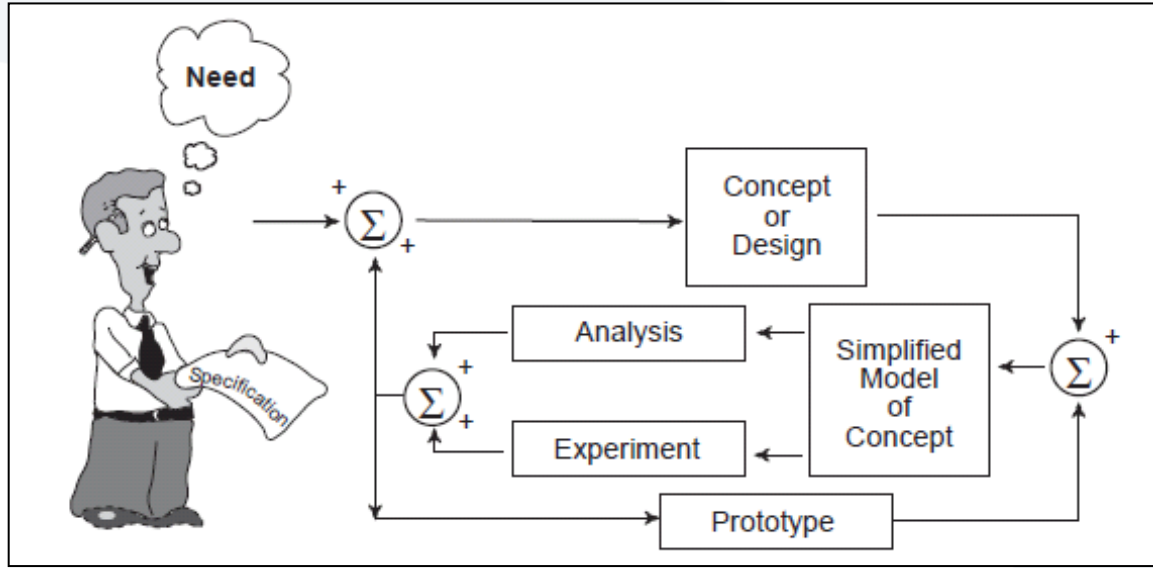 Need
Specification
+
Σ
+
Concept
or
Design
Analysis
Experiment
+
Σ
+
Simplified
Model
of
Concept
+
Σ
+
Prototype